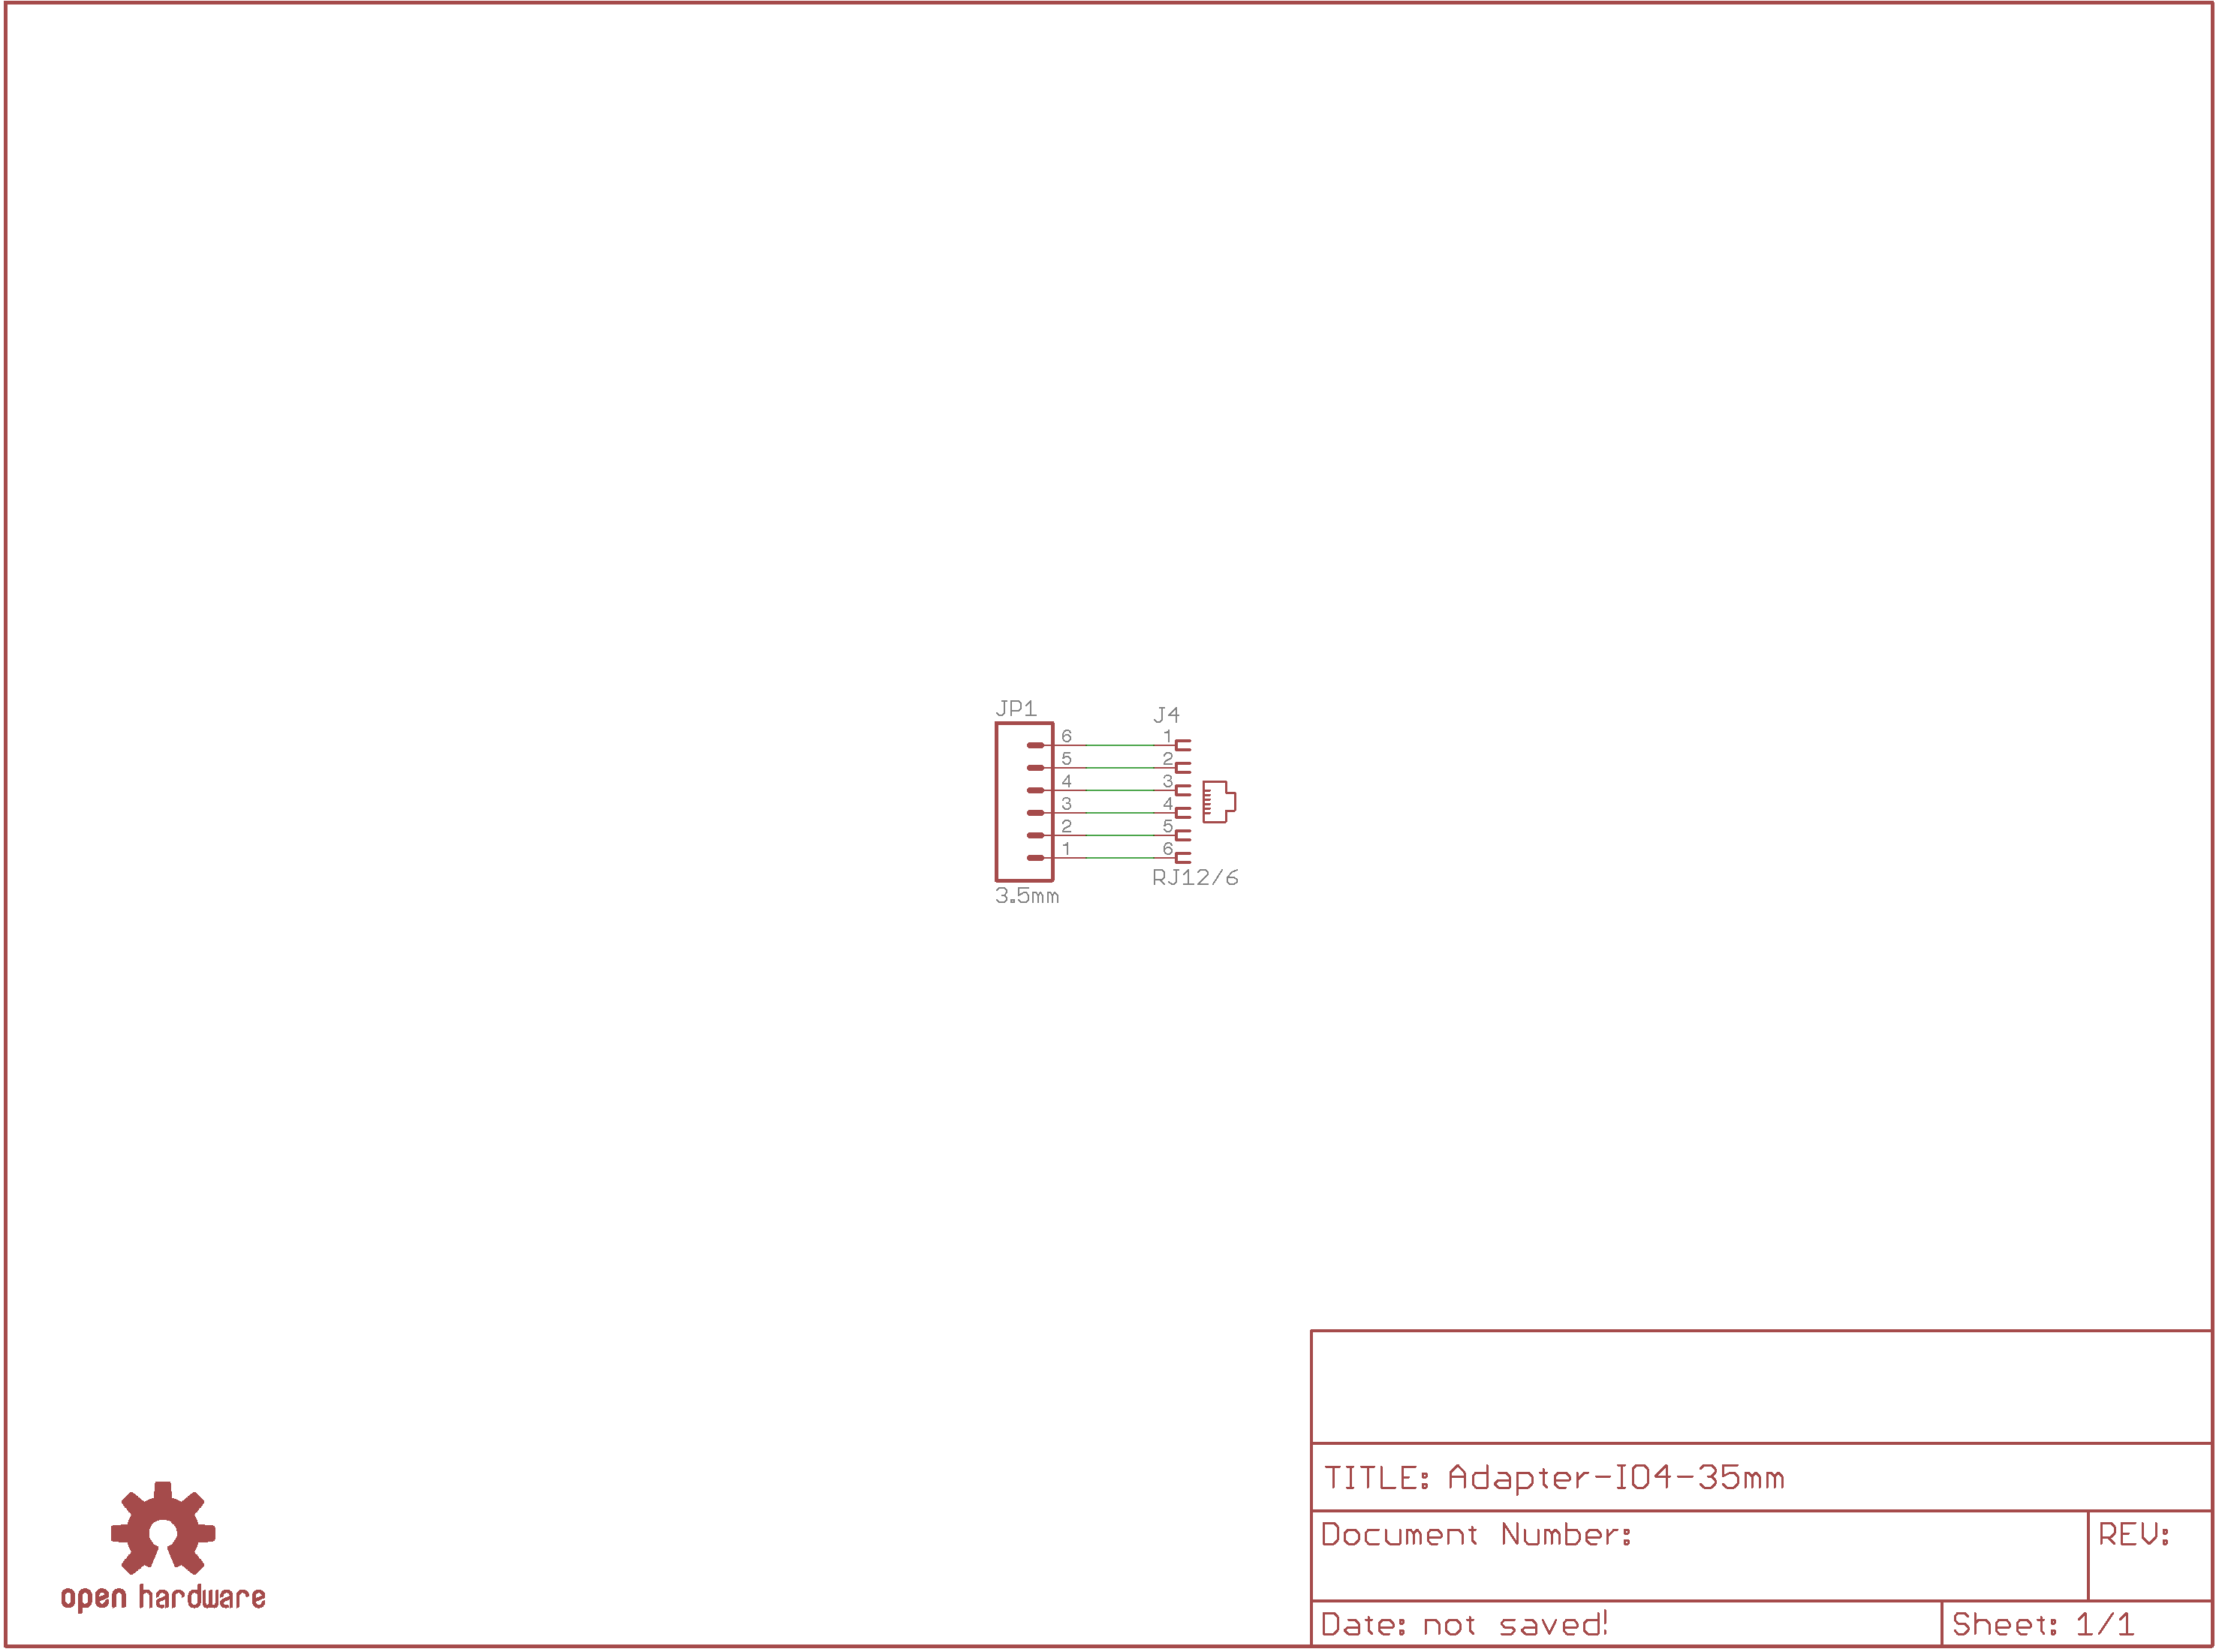 JP1
J4
6 1
5 2
4 3
3 4
2 5
1 6
RJ12/6
3.5mm
TITLE: Adapter-IO4-35mm
Document Number:
REV:
Date: not saved!
Sheet: 1/1
open hardware